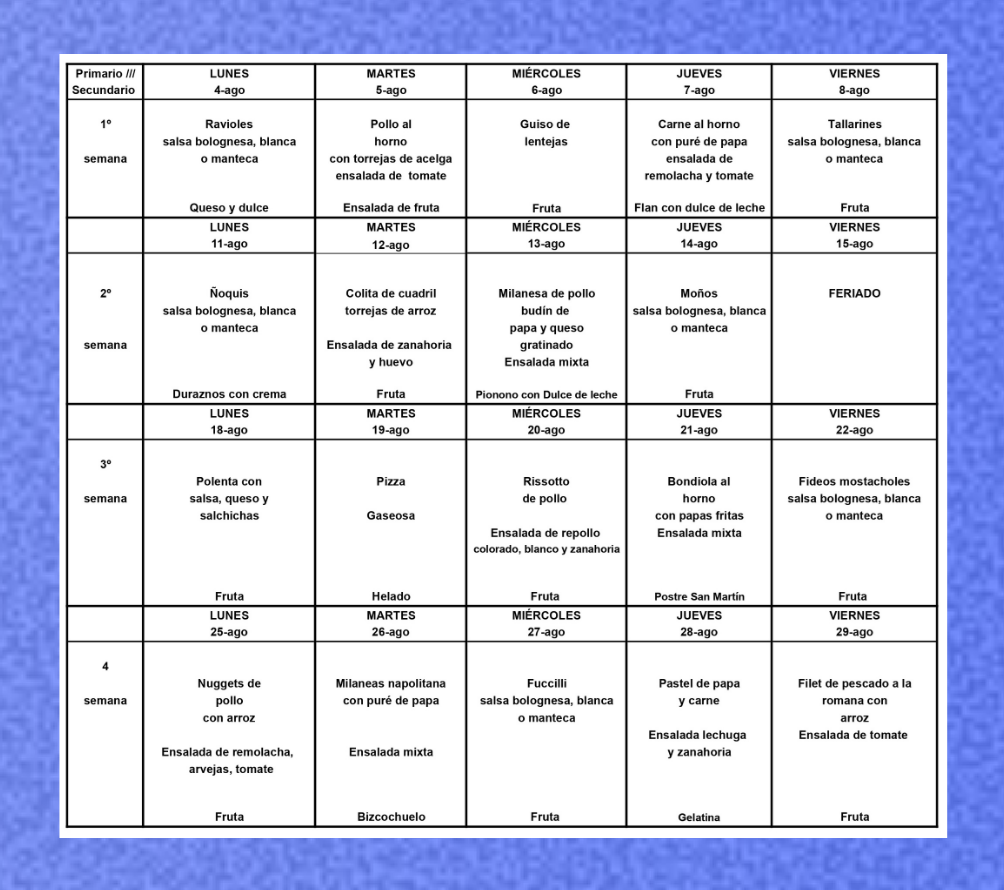 Primario /// LUNES MARTES MIÉRCOLES JUEVES VIERNES
Secundario 4-ago 5-ago 6-ago 7-ago 8-ago
1º Ravioles Pollo al Guiso de Carne al horno Tallarines
salsa bolognesa, blanca horno lentejas con puré de papa salsa bolognesa, blanca
semana o manteca con torrejas de acelga ensalada de o manteca
ensalada de tomate remolacha y tomate
Queso y dulce Ensalada de fruta Fruta Flan con dulce de leche Fruta
LUNES MARTES MIÉRCOLES JUEVES VIERNES
11-ago 12-ago 13-ago 14-ago 15-ago
2º Ñoquis Colita de cuadril Milanesa de pollo Moños FERIADO
salsa bolognesa, blanca torrejas de arroz budín de salsa bolognesa, blanca
o manteca papa y queso o manteca
semana Ensalada de zanahoria gratinado
y huevo Ensalada mixta
Duraznos con crema Fruta Pionono con Dulce de leche Fruta
LUNES MARTES MIÉRCOLES JUEVES VIERNES
18-ago 19-ago 20-ago 21-ago 22-ago
3º
Polenta con Pizza Rissotto Bondiola al Fideos mostacholes
semana salsa, queso y de pollo horno salsa bolognesa, blanca
salchichas Gaseosa con papas fritas o manteca
Ensalada de repollo Ensalada mixta
colorado, blanco y zanahoria
Fruta Helado Fruta Postre San Martín Fruta
LUNES MARTES MIÉRCOLES JUEVES VIERNES
25-ago 26-ago 27-ago 28-ago 29-ago
4
Nuggets de Milaneas napolitana Fuccilli Pastel de papa Filet de pescado a la
semana pollo con puré de papa salsa bolognesa, blanca y carne romana con
con arroz o manteca arroz
Ensalada lechuga Ensalada de tomate
Ensalada de remolacha, Ensalada mixta y zanahoria
arvejas, tomate
Fruta Bizcochuelo Fruta Gelatina Fruta